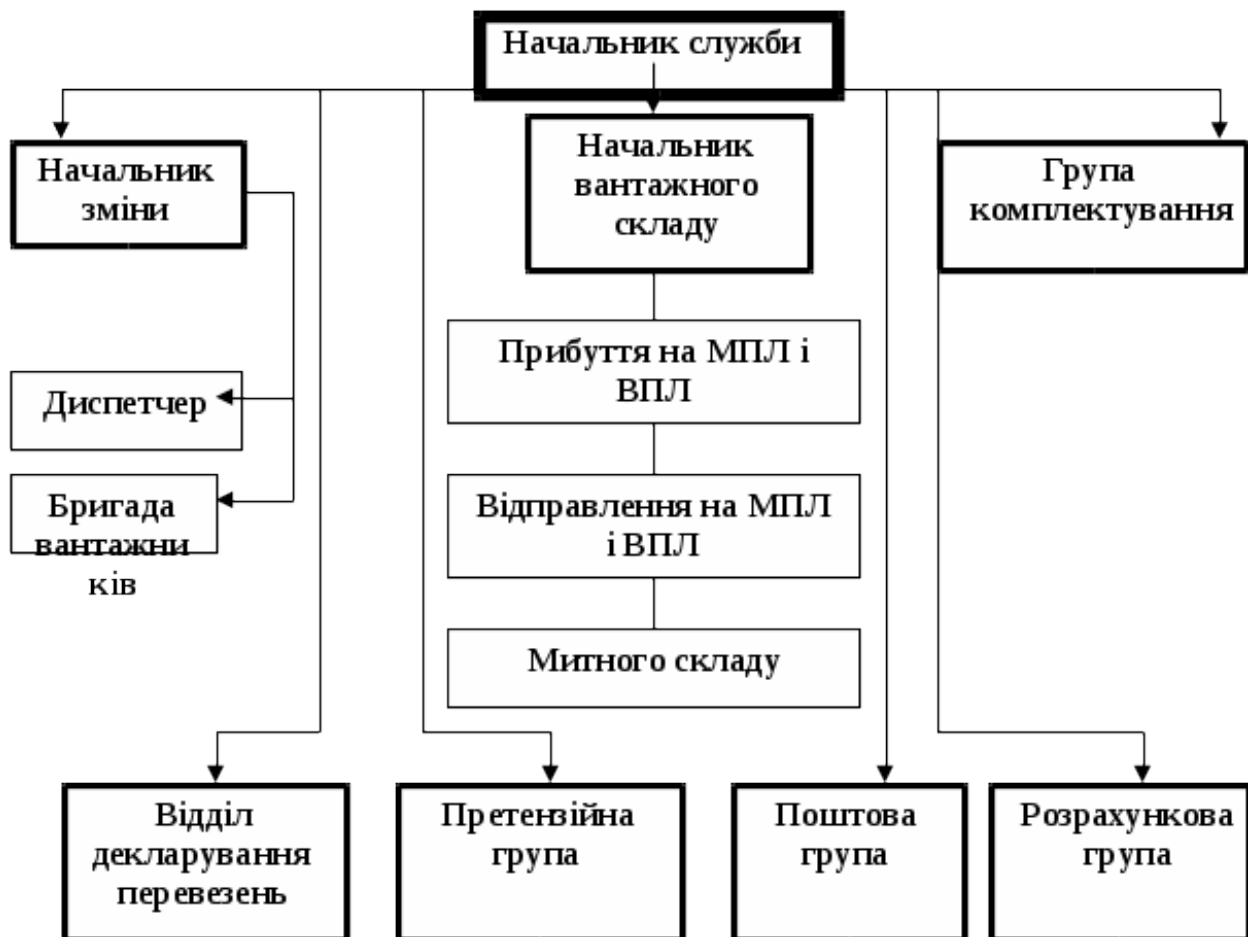 Начальник служби
Начальник
зміни
Начальник
вантажного
складу
Група
комплектування
Прибуття на МПЛ і
ВПЛ
Диспетчер
Бригада
вантажни
ків
Відправлення на МПЛ
і ВПЛ
Митного складу
Відділ
декларування
перевезень
Претензійна
група
Поштова
група
Розрахункова
група